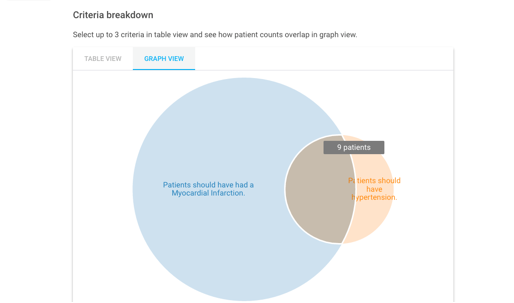 Criteria breakdown
Select up to 3 criteria in table view and see how patient counts overlap in graph view.
TABLE VIEW
GRAPH VIEW
9 patients
Patients should have had a
Myocardial Infarction.
Patients should
have
hypertension.